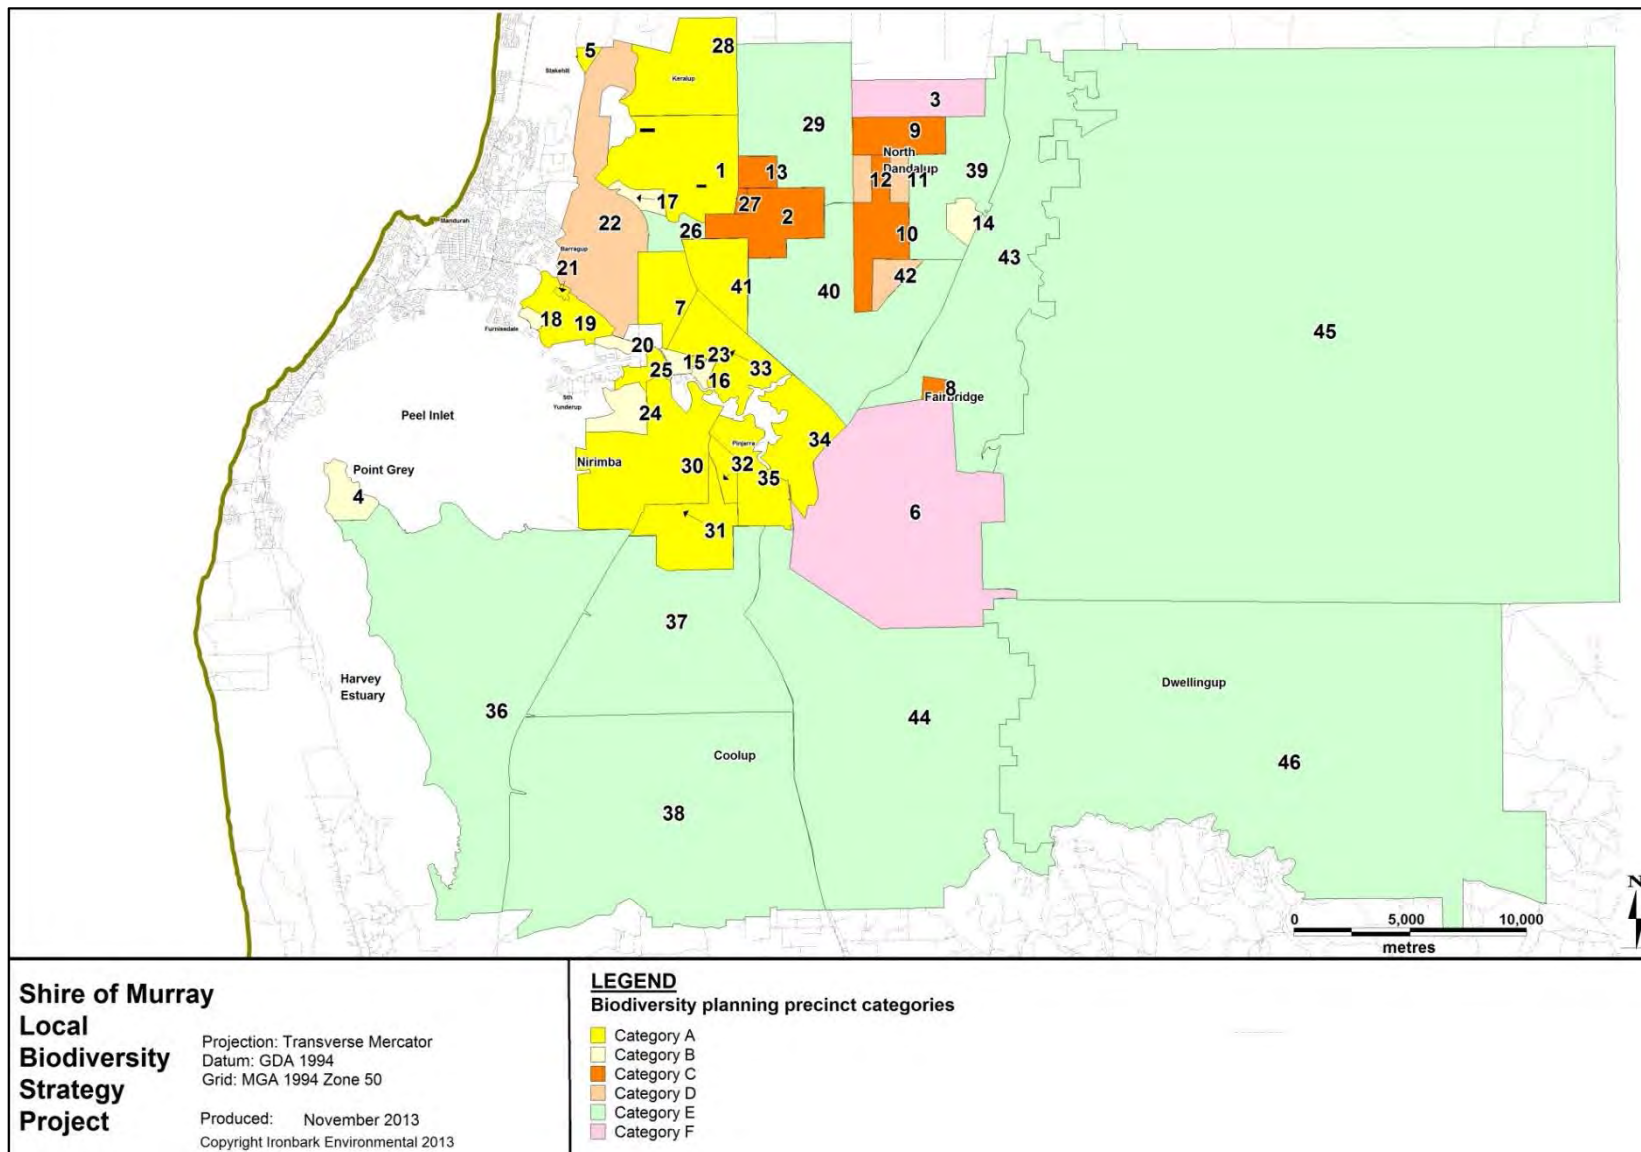 28
5
Stakehill
Keralup
3
29
9
North
Dandalup
1
13
12
11
39
17
27
2
22
26
10
14
Mandurah
Barragup
43
21
42
41
40
7
18
19
Furnissdale
45
20
15
23
33
25
16
8
Fairbridge
Sth
Yunderup
24
Peel Inlet
Pinjarra
34
Nirimba
30
32
35
Point Grey
4
6
31
37
Harvey
Estuary
36
Dwellingup
44
Coolup
46
38
N
0 5,000 10,000
metres
Shire of Murray
Local
Biodiversity
Strategy
Project
Projection: Transverse Mercator
Datum: GDA 1994
Grid: MGA 1994 Zone 50
Produced: November 2013
Copyright Ironbark Environmental 2013
LEGEND
Biodiversity planning precinct categories
Category A
Category B
Category C
Category D
Category E
Category F